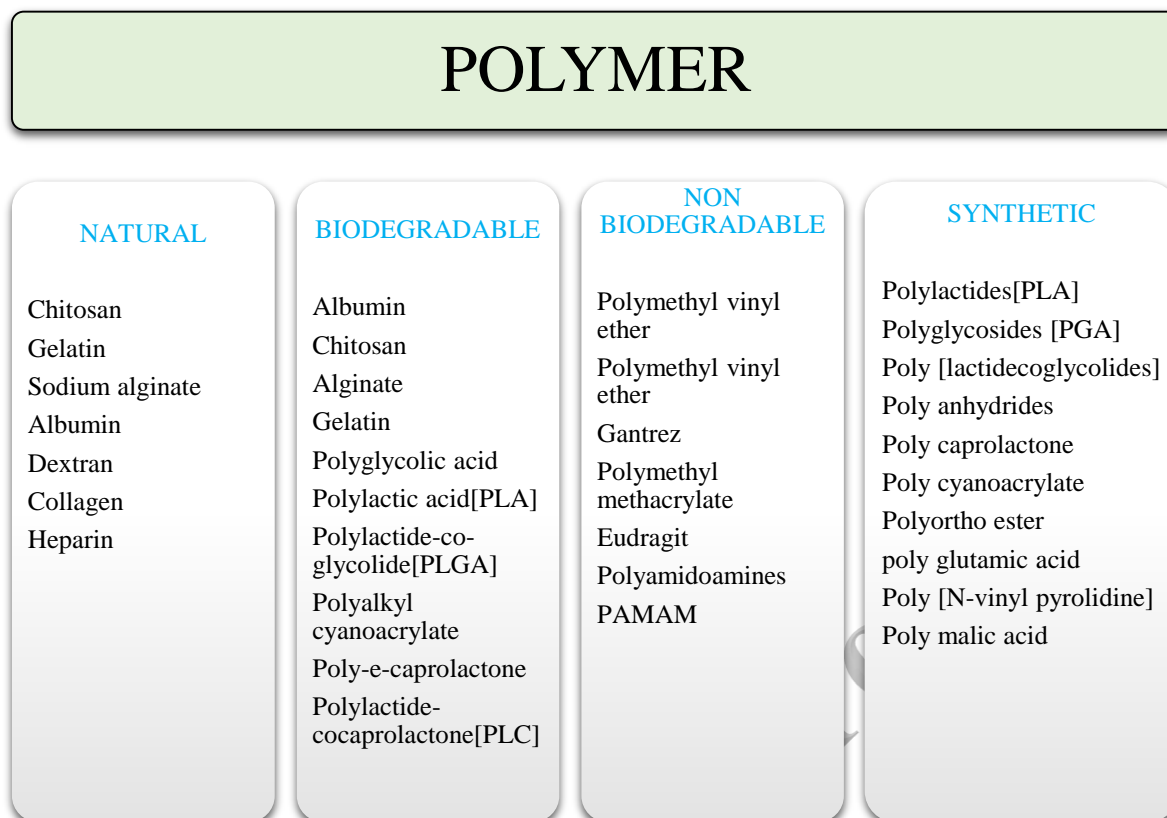 POLYMER
NATURAL
Chitosan
Gelatin
Sodium alginate
Albumin
Dextran
Collagen
Heparin
BIODEGRADABLE
Albumin
Chitosan
Alginate
Gelatin
Polyglycolic acid
Polylactic acid[PLA]
Polylactide-co-
glycolide[PLGA]
Polyalkyl
cyanoacrylate
Poly-e-caprolactone
Polylactide-
cocaprolactone[PLC]
NON
BIODEGRADABLE
Polymethyl vinyl
ether
Polymethyl vinyl
ether
Gantrez
Polymethyl
methacrylate
Eudragit
Polyamidoamines
PAMAM
SYNTHETIC
Polylactides[PLA]
Polyglycosides [PGA]
Poly [lactidecoglycolides]
Poly anhydrides
Poly caprolactone
Poly cyanoacrylate
Polyortho ester
poly glutamic acid
Poly [N-vinyl pyrolidine]
Poly malic acid